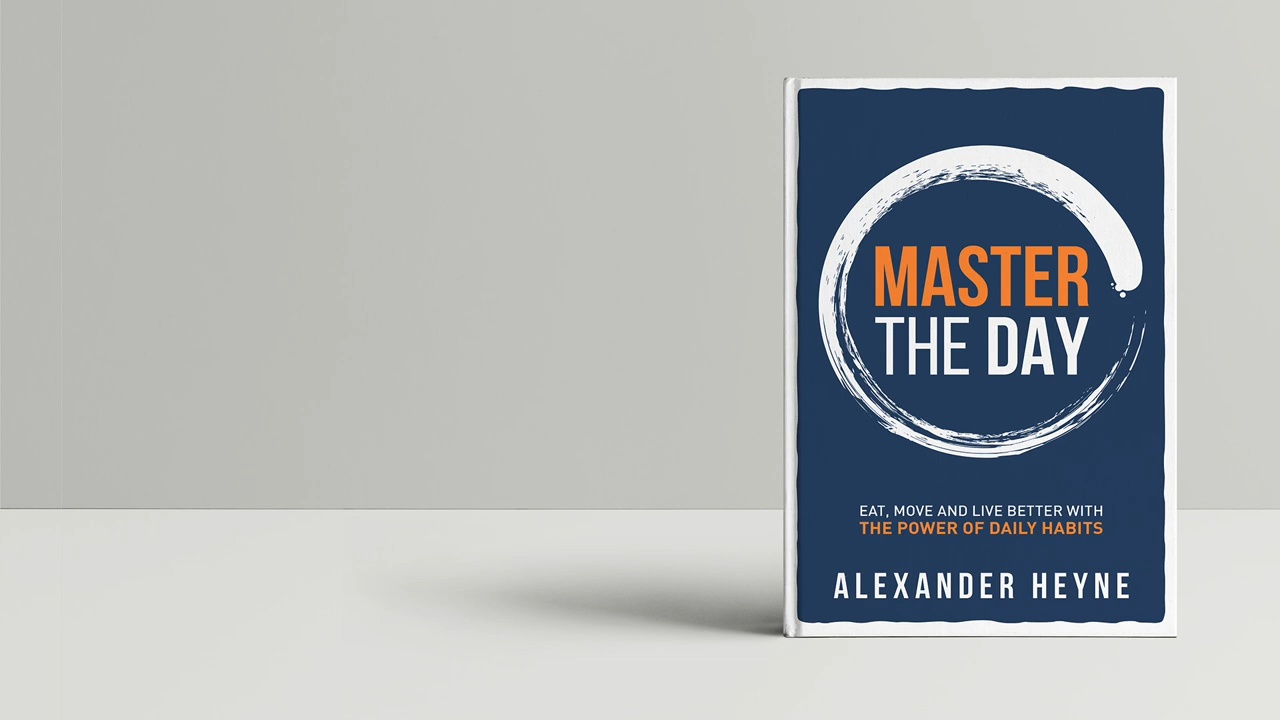 MASTER
THE DAY
EAT, MOVE AND LIVE BETTER WITH
THE POWER OF DAILY HABITS
ALEXANDER HEYNE